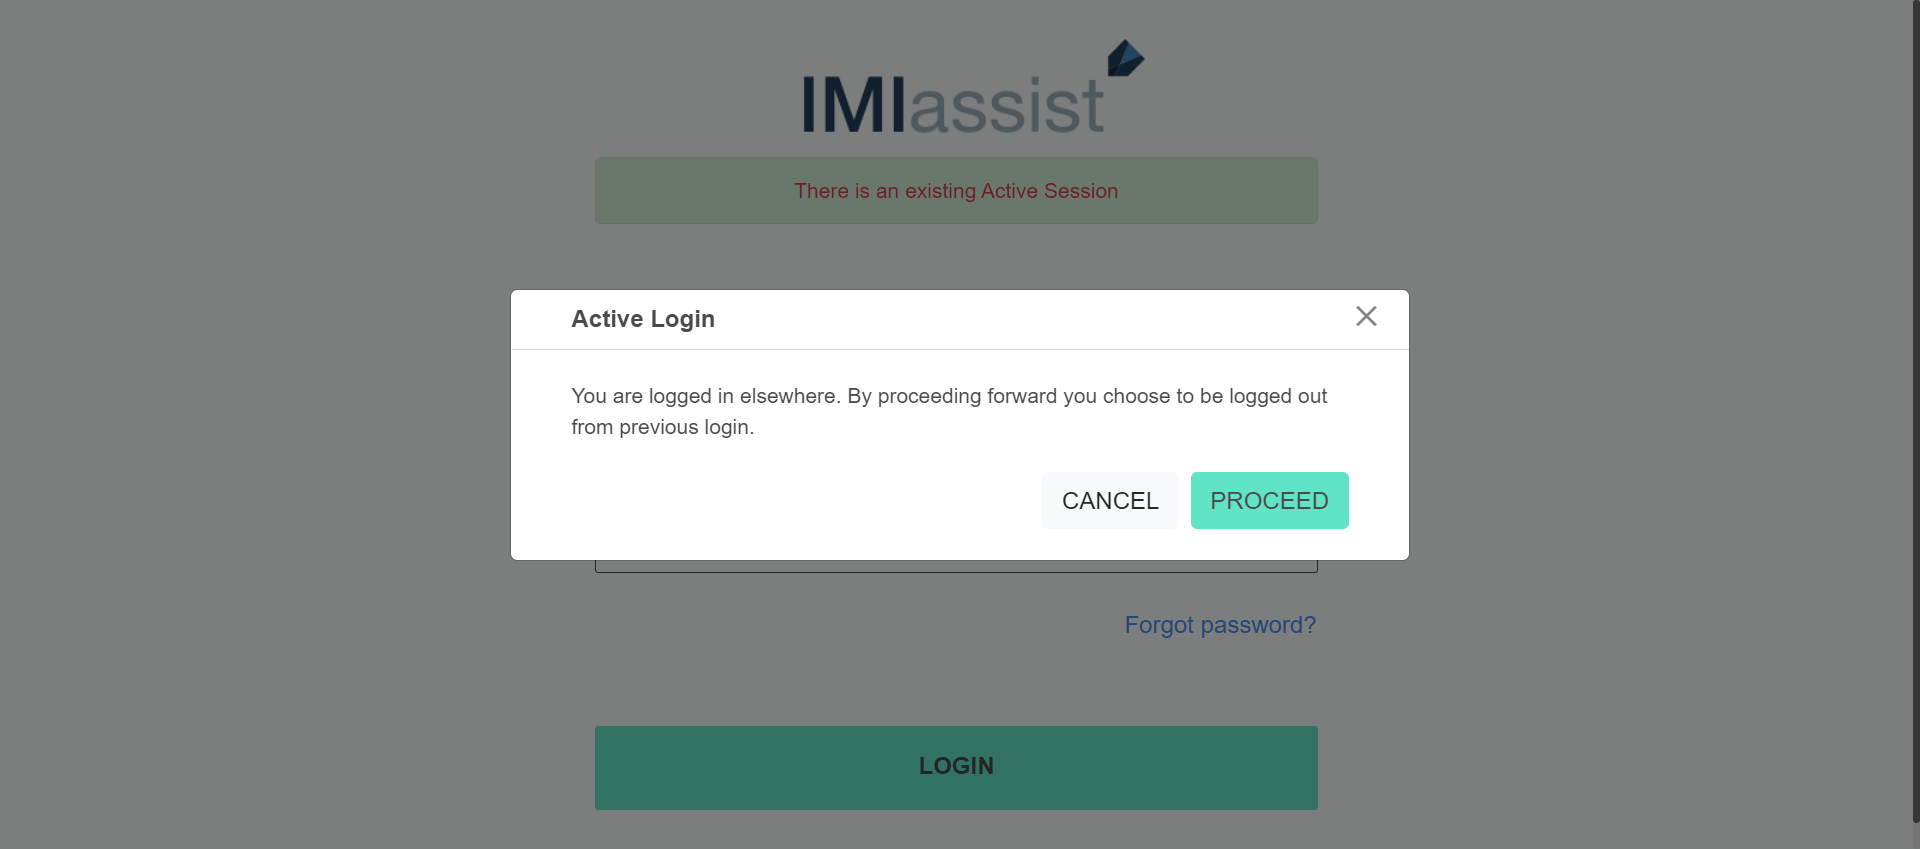 IMIassist
There is an existing Active Session
Active Login
You are logged in elsewhere. By proceeding forward you choose to be logged out
from previous login.
CANCEL PROCEED
Forgot password?
LOGIN